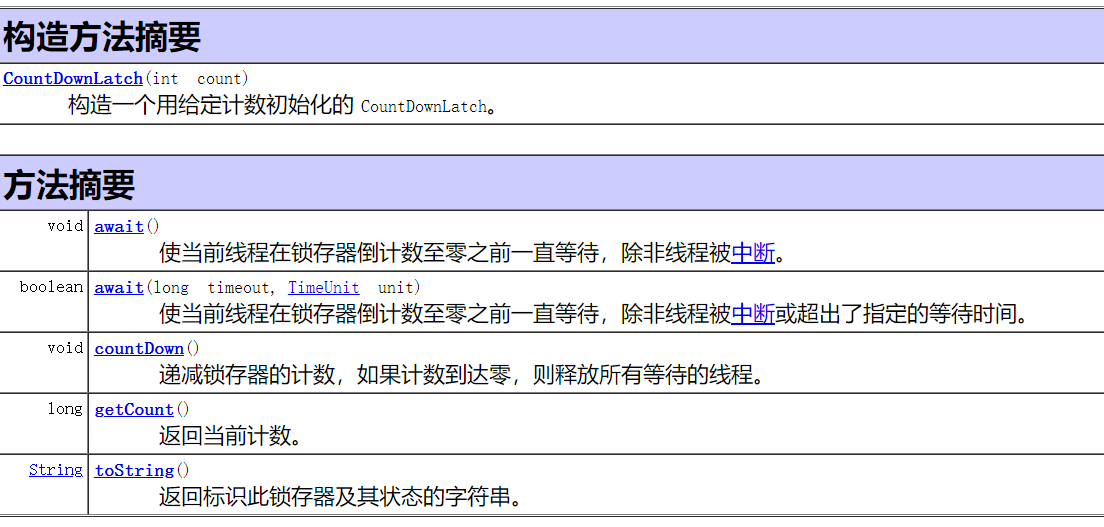 构造方法摘要
CountDownLatch(int count)
构造一个用给定计数初始化的 CountDownLatch。
方法摘要
void await()
使当前线程在锁存器倒计数至零之前一直等待，除非线程被中断。
boolean await(long timeout, TimeUnit unit)
使当前线程在锁存器倒计数至零之前一直等待，除非线程被中断或超出了指定的等待时间。
void countDown()
递减锁存器的计数，如果计数到达零，则释放所有等待的线程。
long getCount()
返回当前计数。
String toString()
返回标识此锁存器及其状态的字符串。